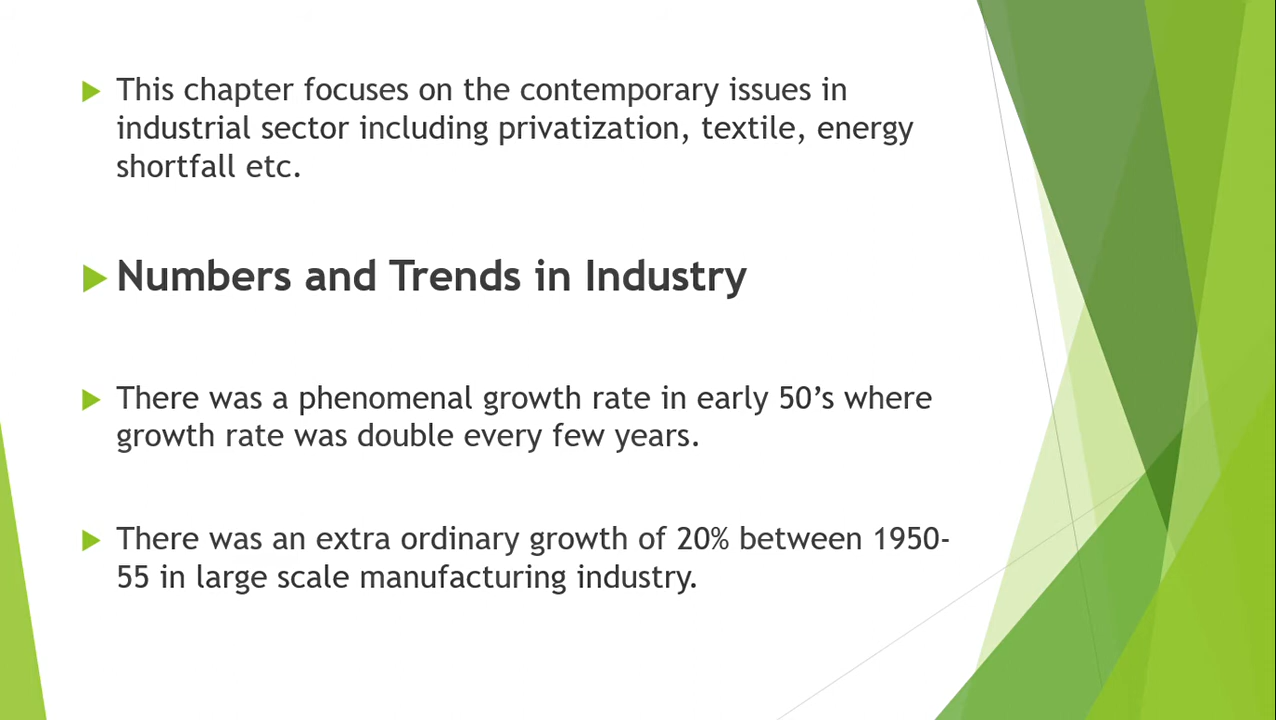 This chapter focuses on the contemporary issues in
industrial sector including privatization, textile, energy
shortfall etc.
Numbers and Trends in Industry
There was a phenomenal growth rate in early 50’s where
growth rate was double every few years.
There was an extra ordinary growth of 20% between 1950-
55 in large scale manufacturing industry.